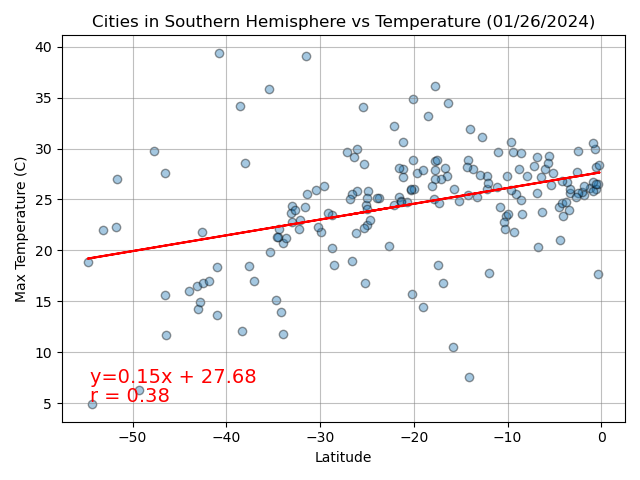 Cities in Southern Hemisphere vs Temperature (01/26/2024)
40
35
30
25
20
15
10
5
Max Temperature (C)
y=0.15x + 27.68
r = 0.38
−50 −40 −30 −20 −10 0
Latitude